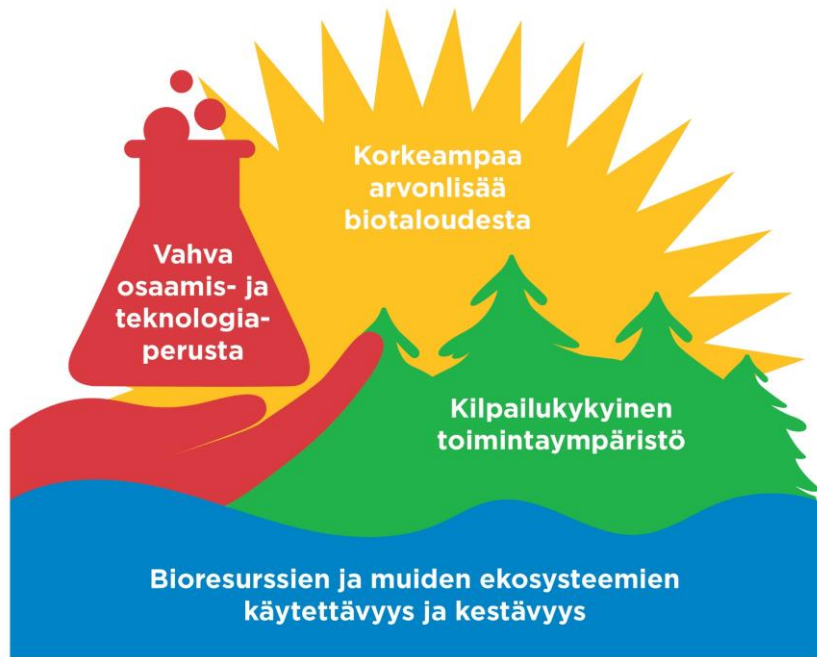 Korkeampaa
arvonlisää
biotaloudesta
Vahva
osaamis- ja
teknologia-
perusta
Kilpailukykyinen
toimintaympäristö
Bioresurssien ja muiden ekosysteemien
käytettävyys ja kestävyys